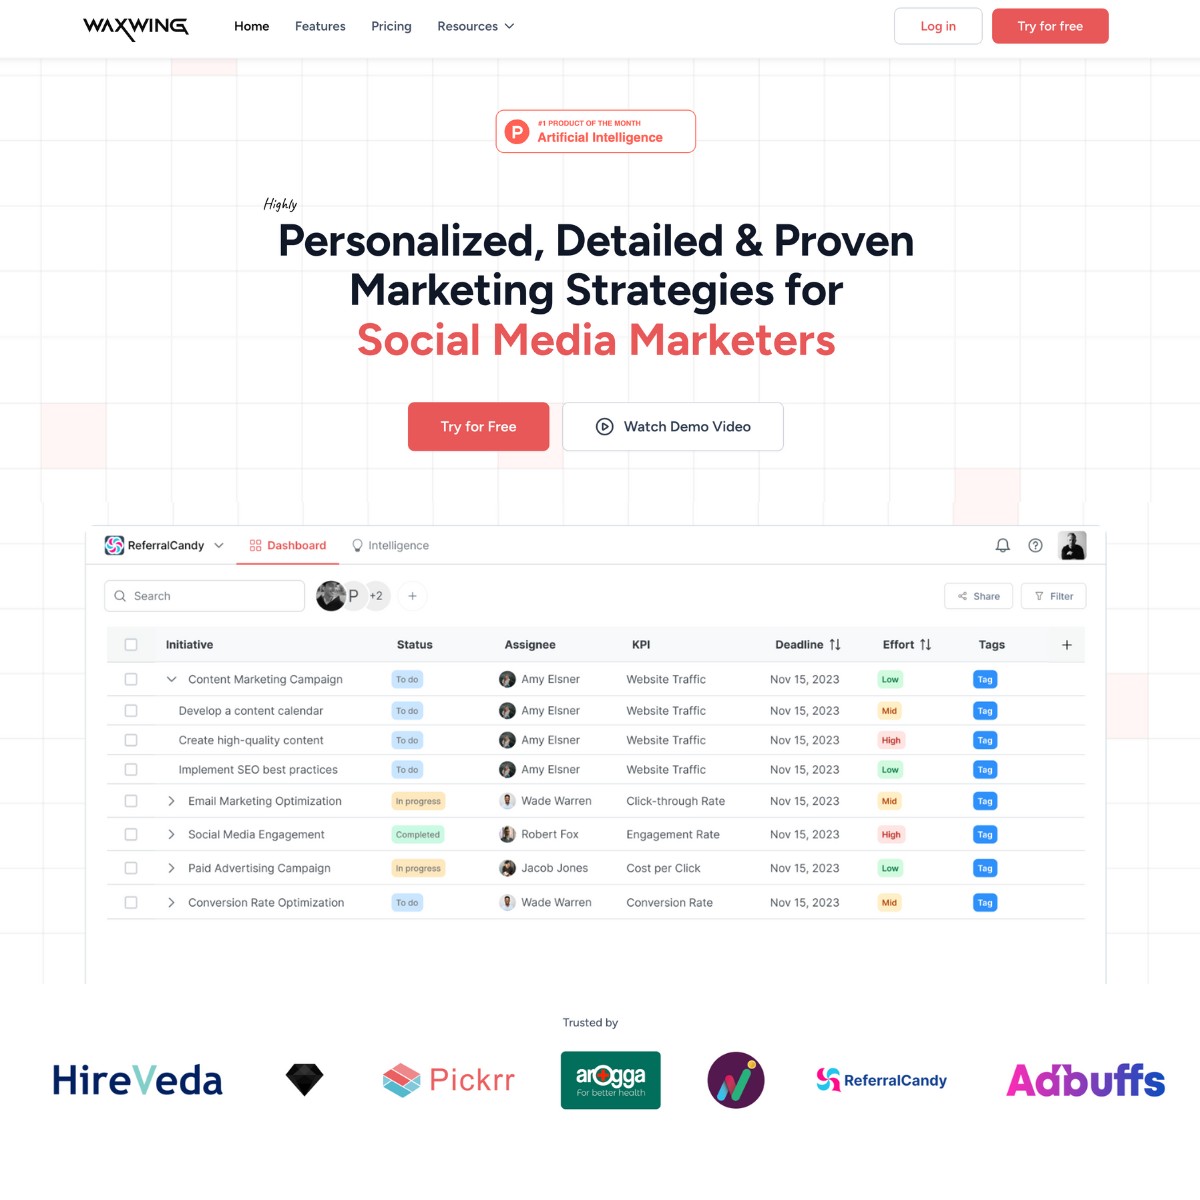 WAXWING
Home Features Pricing Resources
Log in Try for free
P
#1 PRODUCT OF THE MONTH
Artificial Intelligence
Highly
Personalized, Detailed & Proven
Marketing Strategies for
Social Media Marketers
Try for Free Watch Demo Video
ReferralCandy Dashboard Intelligence
Search P +2 + Share Filter
Initiative Status Assignee KPI Deadline Effort Tags +
Content Marketing Campaign To do Amy Elsner Website Traffic Nov 15, 2023 Low Tag
Develop a content calendar To do Amy Elsner Website Traffic Nov 15, 2023 Mid Tag
Create high-quality content To do Amy Elsner Website Traffic Nov 15, 2023 High Tag
Implement SEO best practices To do Amy Elsner Website Traffic Nov 15, 2023 Low Tag
Email Marketing Optimization In progress Wade Warren Click-through Rate Nov 15, 2023 Mid Tag
Social Media Engagement Completed Robert Fox Engagement Rate Nov 15, 2023 High Tag
Paid Advertising Campaign In progress Jacob Jones Cost per Click Nov 15, 2023 Low Tag
Conversion Rate Optimization To do Wade Warren Conversion Rate Nov 15, 2023 Mid Tag
Trusted by
HireVeda Pickrr arogga ReferralCandy Adbuffs
For better health